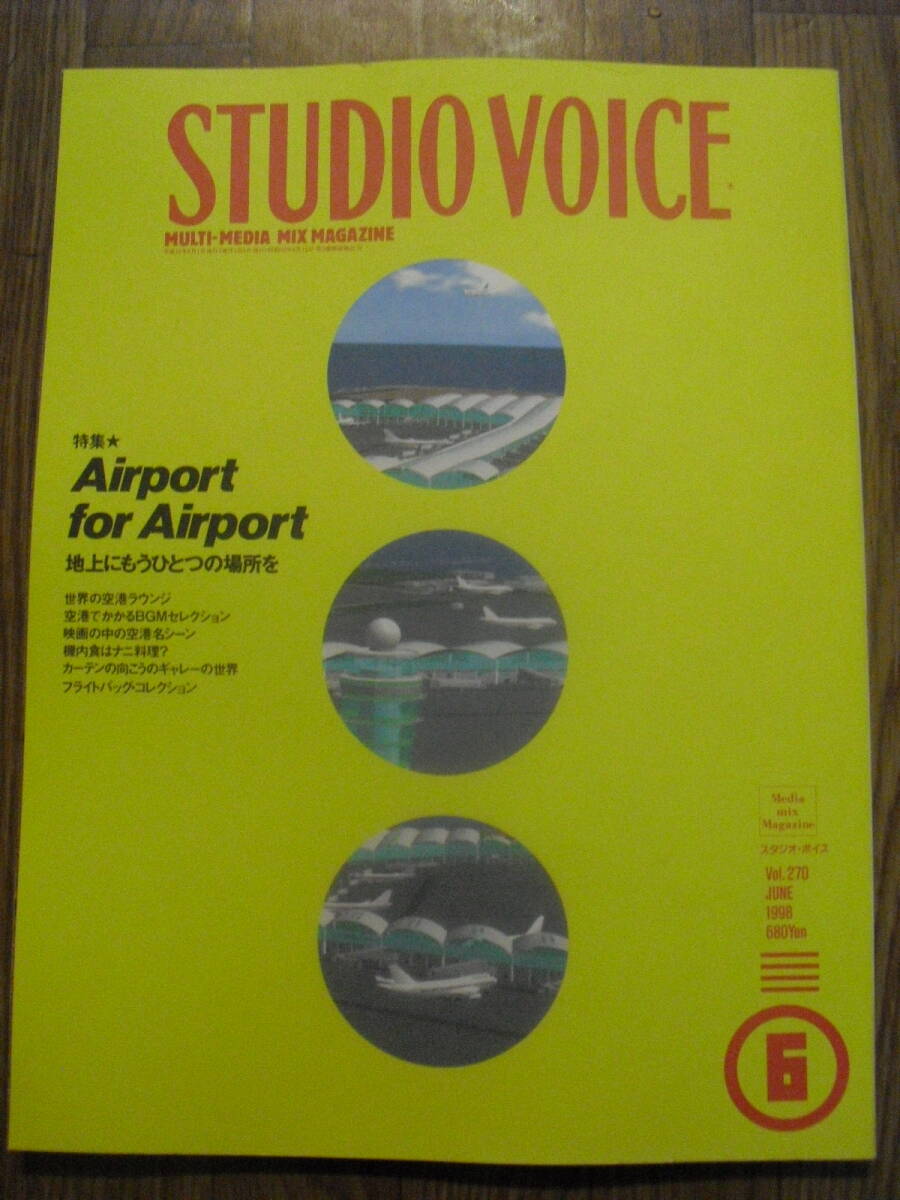 STUDIO VOICE
MULTI-MEDIA MIX MAGAZINE
特集★
Airport
for Airport
地上にもうひとつの場所を
世界の空港ラウンジ
空港でかかるBGMセレクション
映画の中の空港名シーン
機内食はナニ料理?
カーテンの向こうのギャレーの世界
フライトバッグ・コレクション
Media
mix
Magazine
スタジオ・ボイス
Vol.270
JUNE
1998
680Yen
6